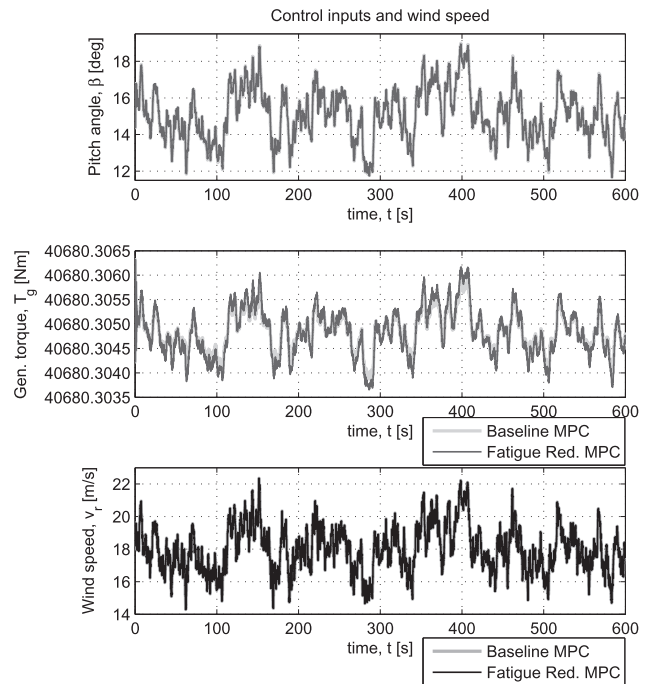 Control inputs and wind speed
Pitch angle, β [deg]
18
16
14
12
0 100 200 300 400 500 600
time, t [s]
Gen. torque, T_g [Nm]
40680.3065
40680.3060
40680.3055
40680.3050
40680.3045
40680.3040
40680.3035
0 100 200 300 400 500 600
time, t [s]
Baseline MPC
Fatigue Red. MPC
Wind speed, v_r [m/s]
22
20
18
16
14
0 100 200 300 400 500 600
time, t [s]
Baseline MPC
Fatigue Red. MPC